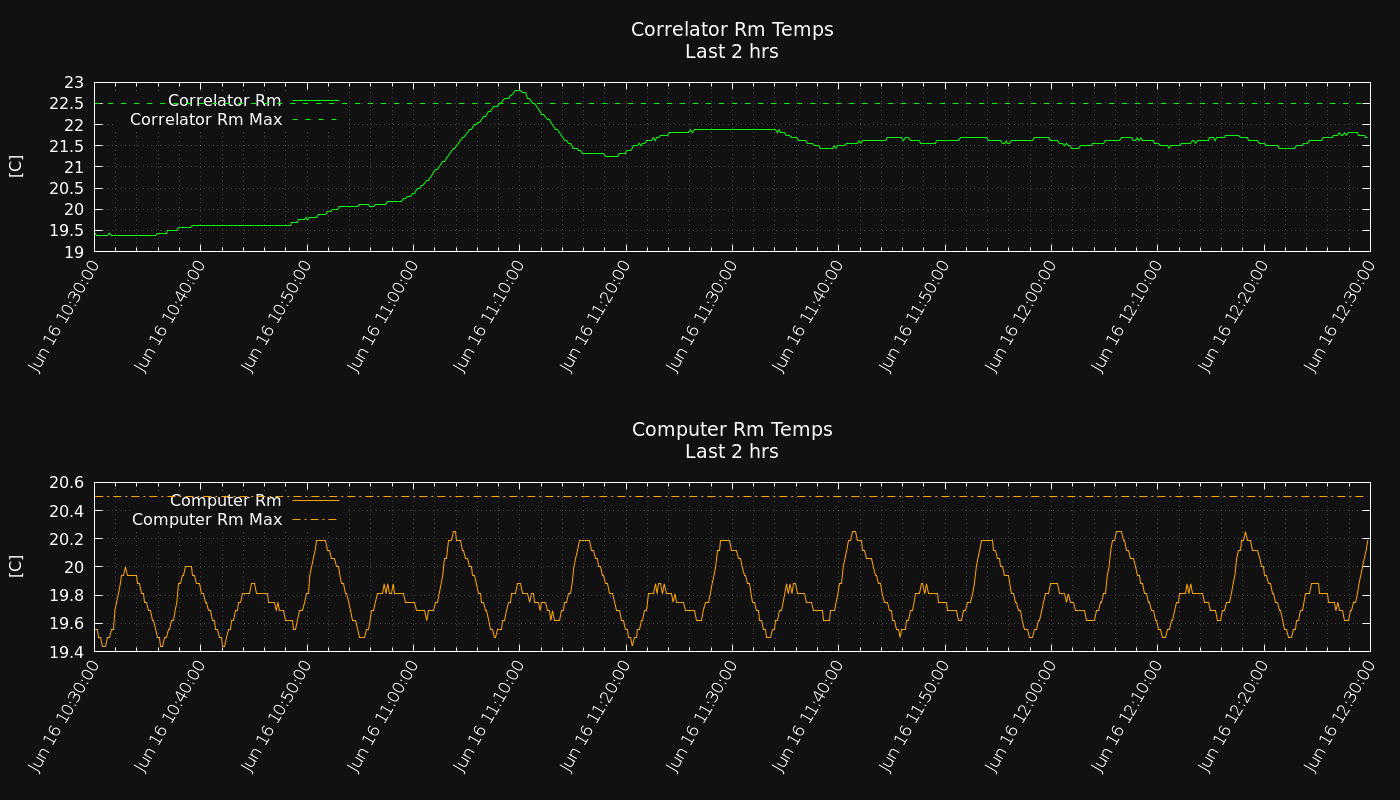 Correlator Rm Temps
Last 2 hrs
[C]
23
22.5
22
21.5
21
20.5
20
19.5
19
Correlator Rm
Correlator Rm Max
Jun 16 10:30:00
Jun 16 10:40:00
Jun 16 10:50:00
Jun 16 11:00:00
Jun 16 11:10:00
Jun 16 11:20:00
Jun 16 11:30:00
Jun 16 11:40:00
Jun 16 11:50:00
Jun 16 12:00:00
Jun 16 12:10:00
Jun 16 12:20:00
Jun 16 12:30:00
Computer Rm Temps
Last 2 hrs
[C]
20.6
20.4
20.2
20
19.8
19.6
19.4
Computer Rm
Computer Rm Max
Jun 16 10:30:00
Jun 16 10:40:00
Jun 16 10:50:00
Jun 16 11:00:00
Jun 16 11:10:00
Jun 16 11:20:00
Jun 16 11:30:00
Jun 16 11:40:00
Jun 16 11:50:00
Jun 16 12:00:00
Jun 16 12:10:00
Jun 16 12:20:00
Jun 16 12:30:00